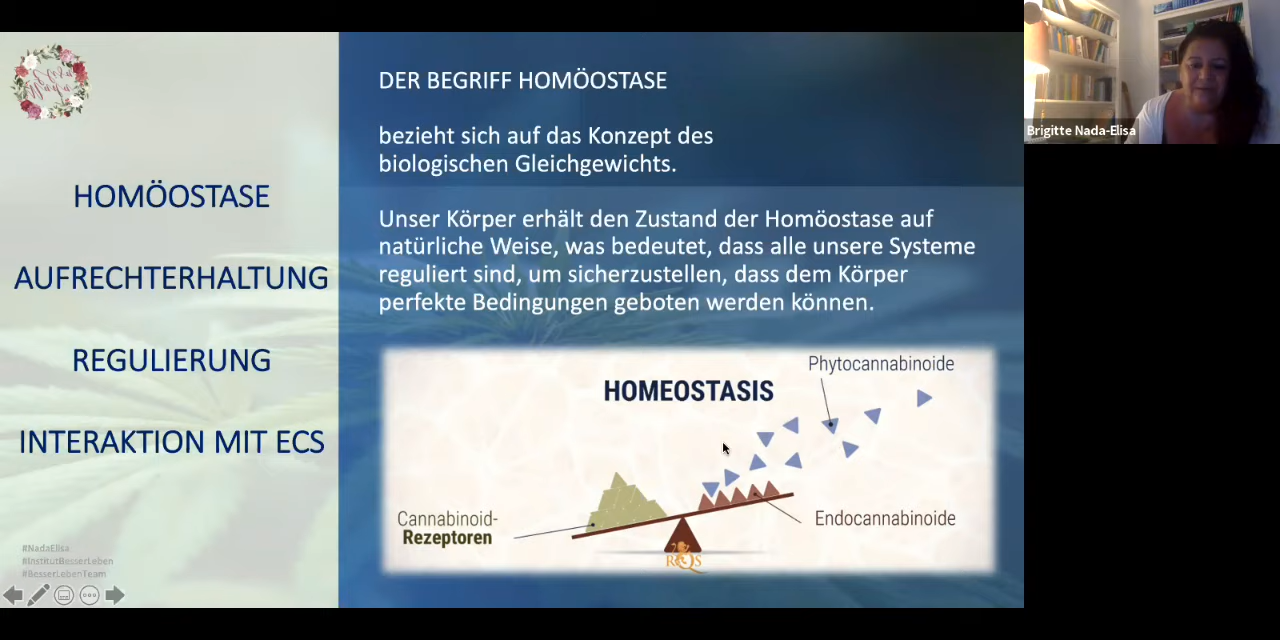 HOMÖOSTASE
AUFRECHTERHALTUNG
REGULIERUNG
INTERAKTION MIT ECS
#NadaElisa
#InstitutBesserLeben
#BesserLebenTeam
DER BEGRIFF HOMÖOSTASE
bezieht sich auf das Konzept des
biologischen Gleichgewichts.
Unser Körper erhält den Zustand der Homöostase auf
natürliche Weise, was bedeutet, dass alle unsere Systeme
reguliert sind, um sicherzustellen, dass dem Körper
perfekte Bedingungen geboten werden können.
HOMEOSTASIS
Phytocannabinoide
Cannabinoid-
Rezeptoren
Endocannabinoide
RQS
Brigitte Nada-Elisa